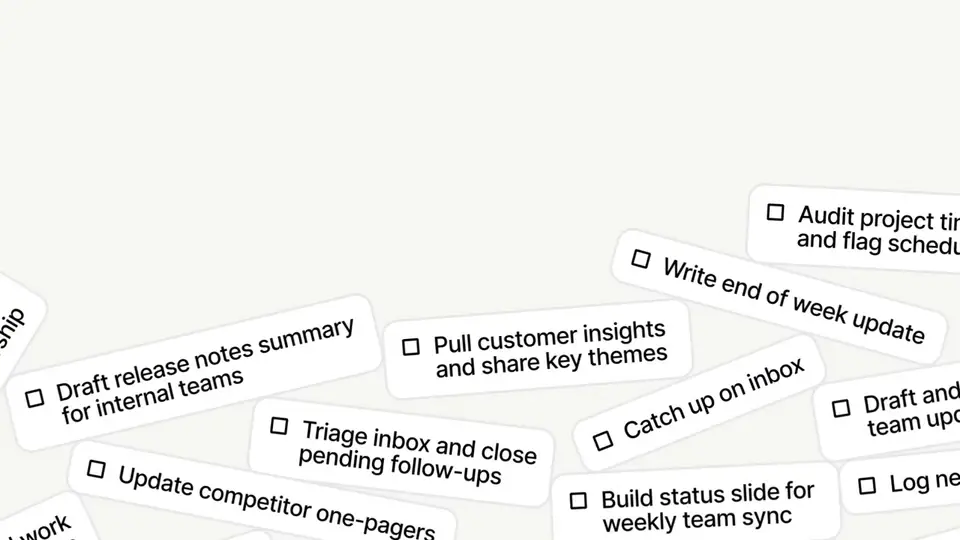 Audit project
and flag
Write end of week update
Draft release notes summary
for internal teams
Pull customer insights
and share key themes
Catch up on inbox
Draft and
team
Triage inbox and close
pending follow-ups
Update competitor one-pagers
Build status slide for
weekly team sync
Log
work